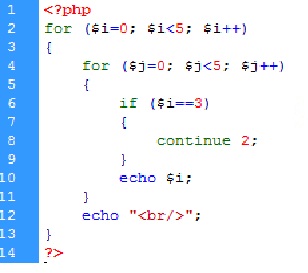 1 <?php
2 for ($i=0; $i<5; $i++)
3 {
4     for ($j=0; $j<5; $j++)
5     {
6         if ($i==3)
7         {
8             continue 2;
9         }
10         echo $i;
11     }
12     echo "<br/>";
13 }
14 ?>